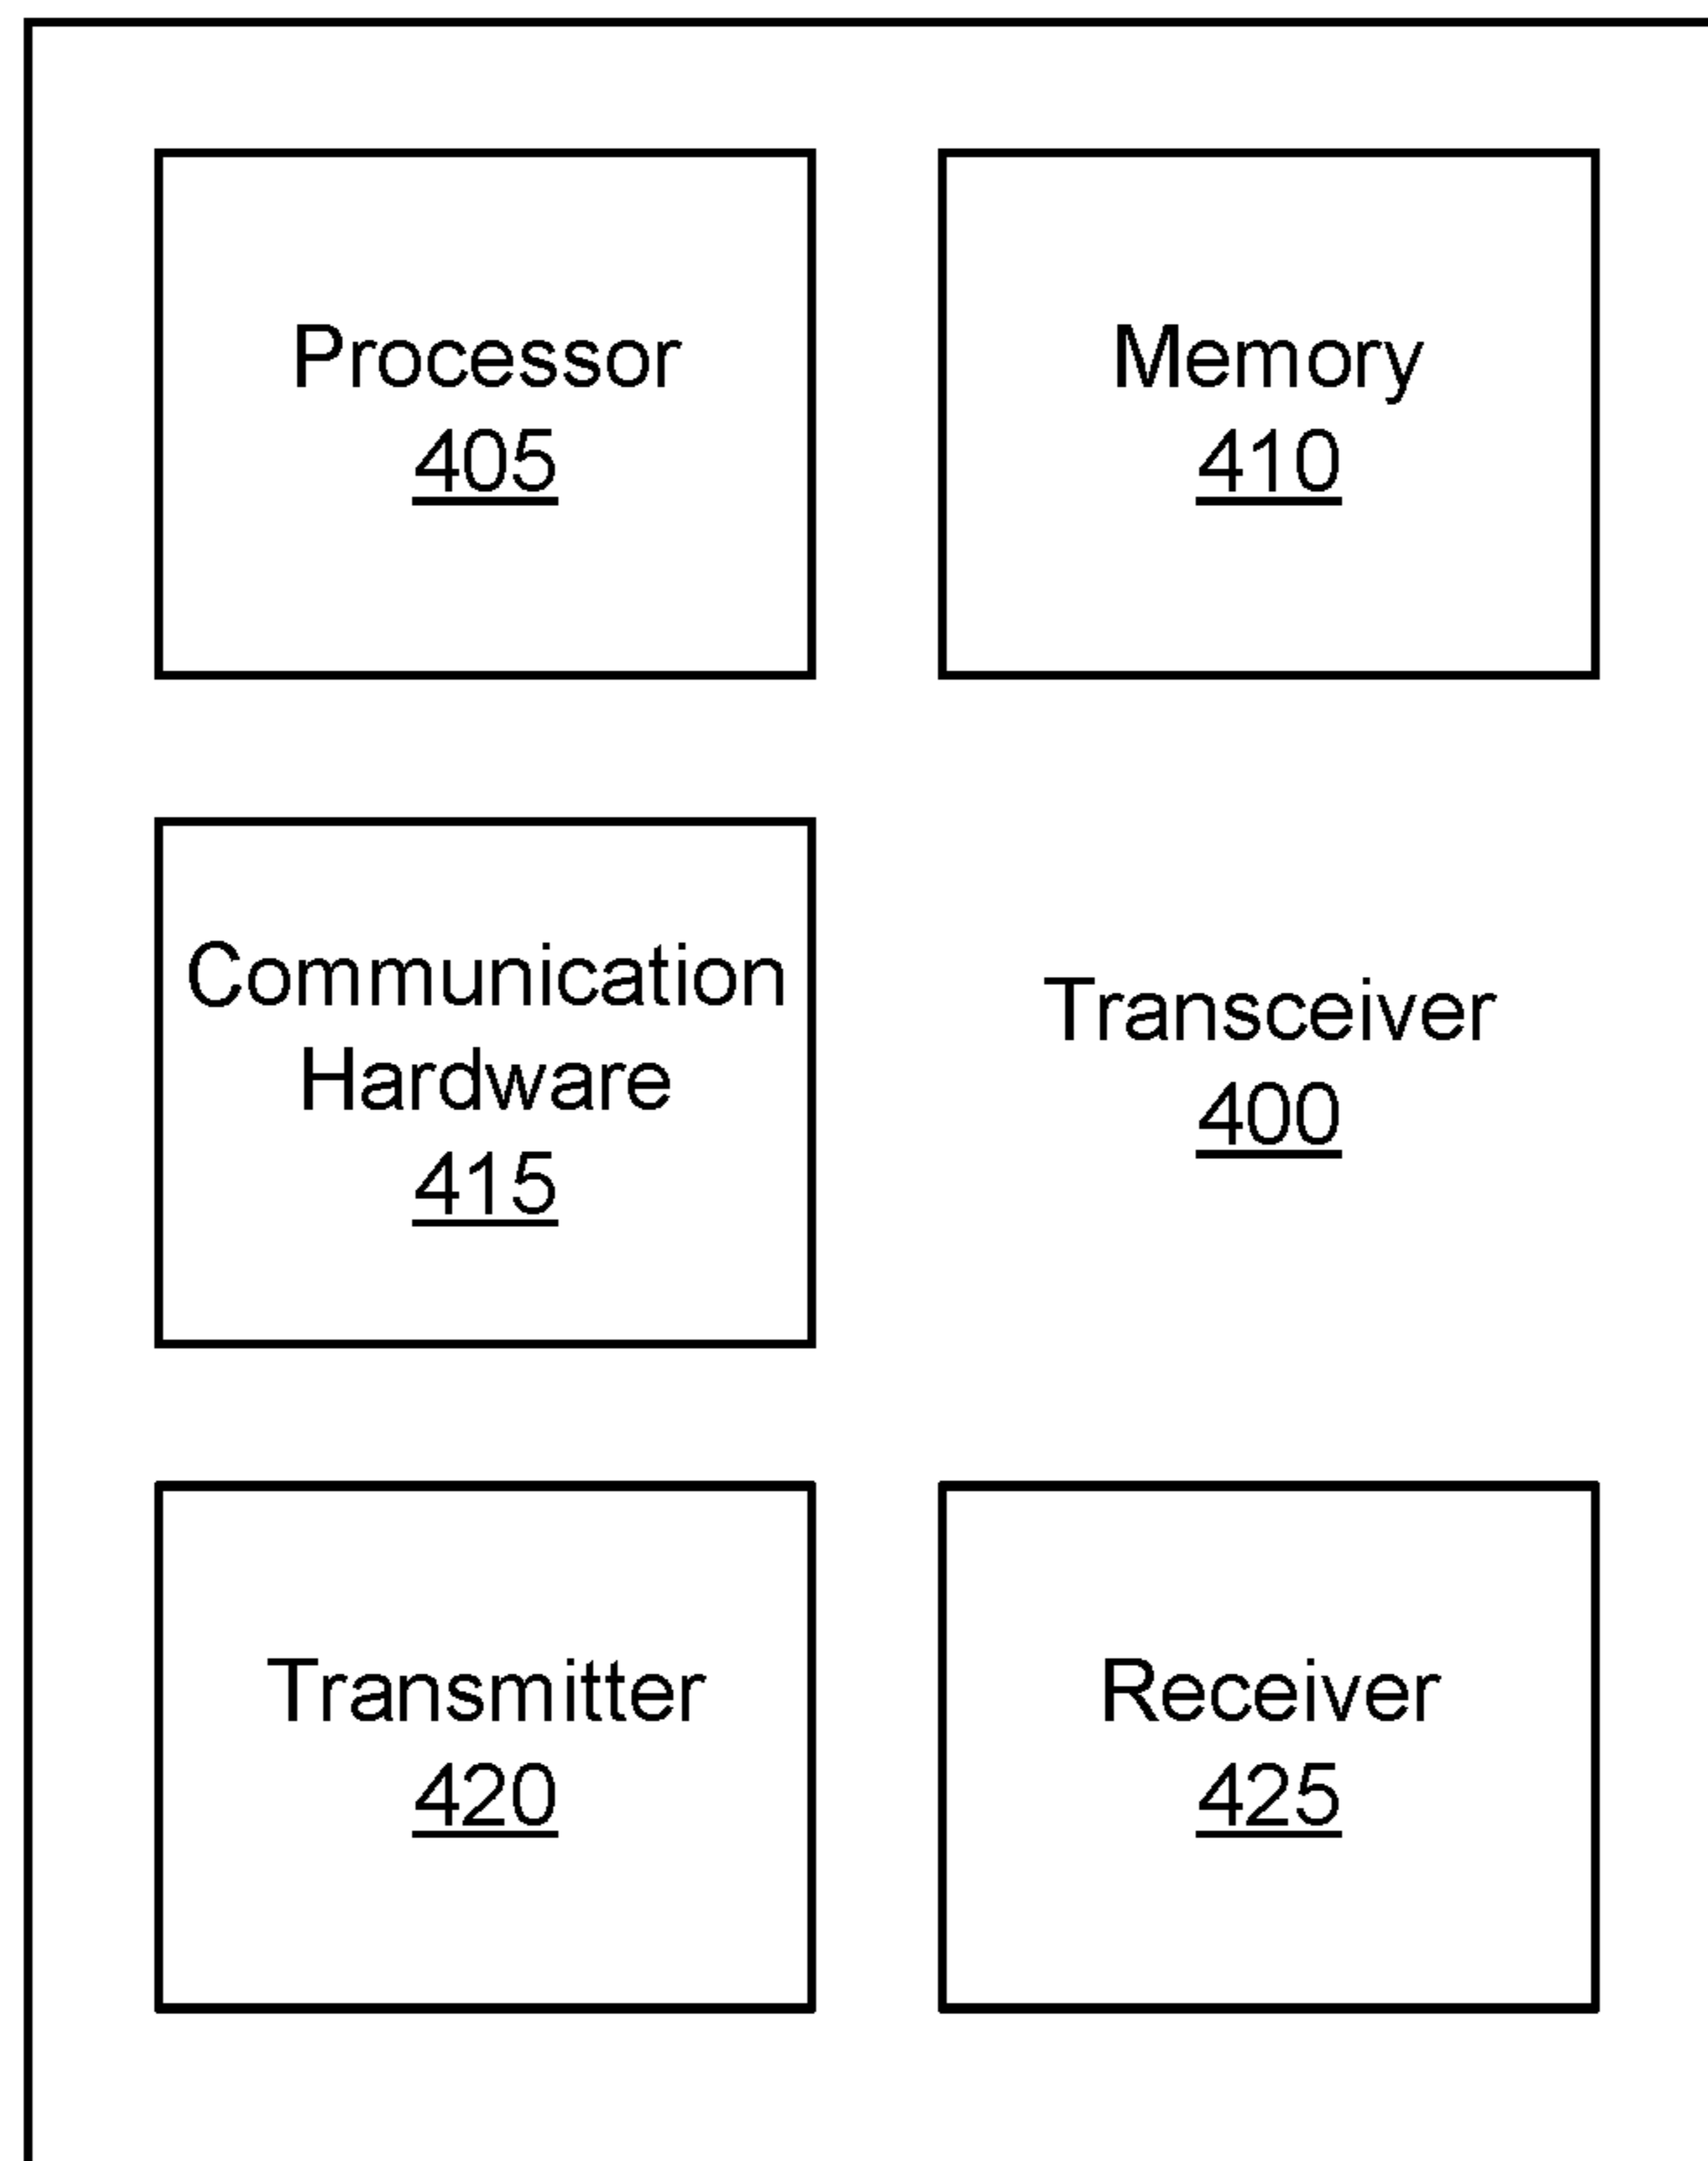 Processor
405
Memory
410
Communication
Hardware
415
Transceiver
400
Transmitter
420
Receiver
425